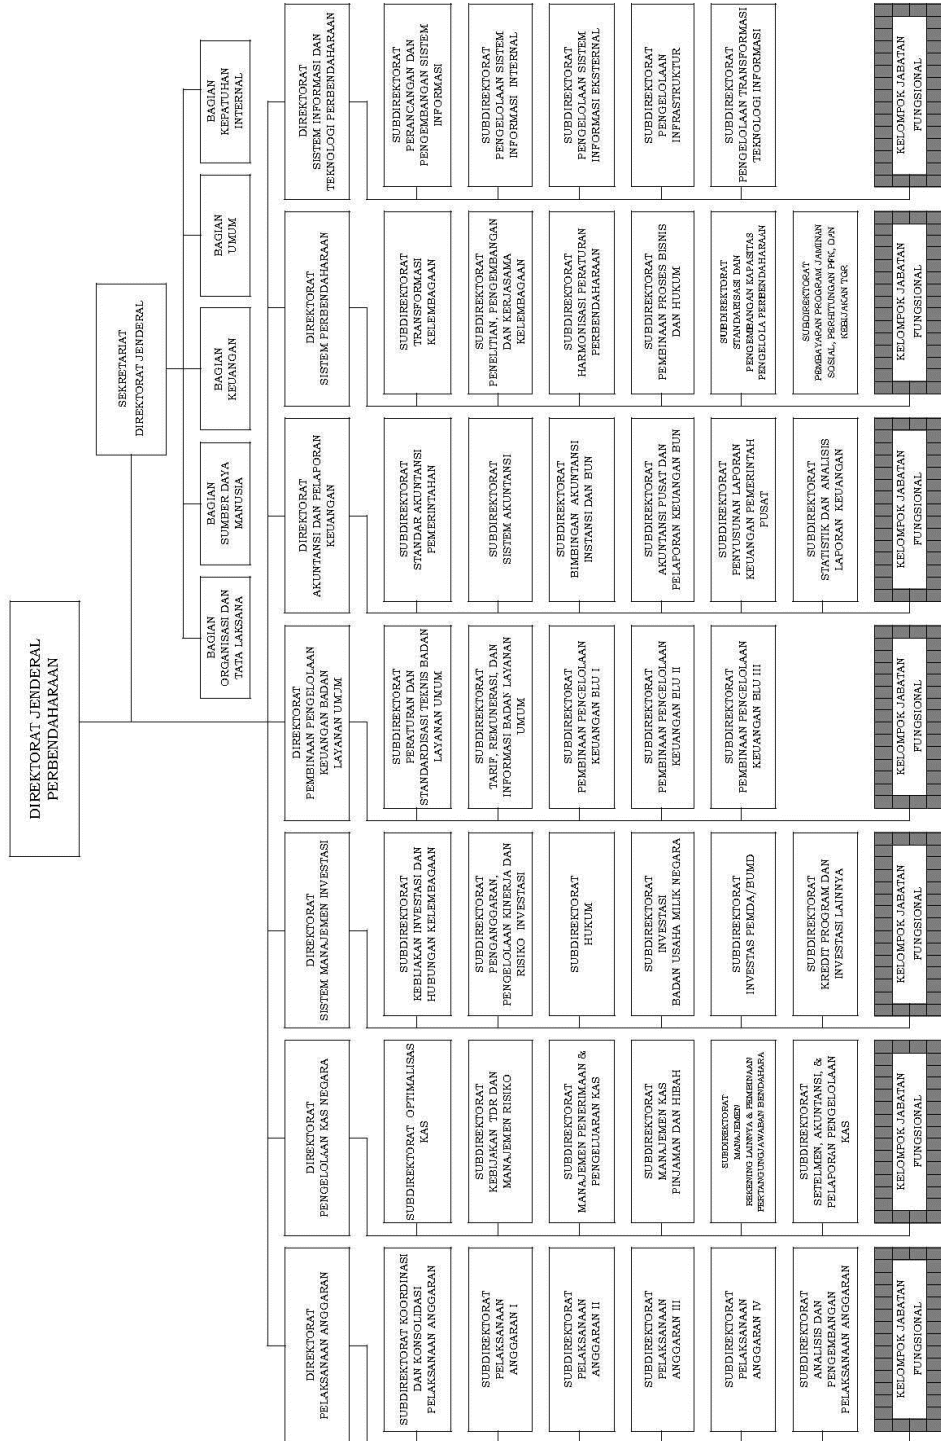 DIREKTORAT JENDERAL
PERBENDAHARAAN
SEKRETARIAT
DIREKTORAT JENDERAL
BAGIAN
ORGANISASI DAN
TATA LAKSANA
BAGIAN
SUMBER DAYA
MANUSIA
BAGIAN
KEUANGAN
BAGIAN
UMUM
BAGIAN
KEPATUHAN
INTERNAL
DIREKTORAT
PELAKSANAAN ANGGARAN
SUBDIREKTORAT KOORDINASI
DAN KONSOLIDASI
PELAKSANAAN ANGGARAN
SUBDIREKTORAT
PELAKSANAAN
ANGGARAN I
SUBDIREKTORAT
PELAKSANAAN
ANGGARAN II
SUBDIREKTORAT
PELAKSANAAN
ANGGARAN III
SUBDIREKTORAT
PELAKSANAAN
ANGGARAN IV
SUBDIREKTORAT
ANALISIS DAN
PENGEMBANGAN
PELAKSANAAN ANGGARAN
KELOMPOK JABATAN
FUNGSIONAL
DIREKTORAT
PENGELOLAAN KAS NEGARA
SUBDIREKTORAT OPTIMALISAS
KAS
SUBDIREKTORAT
KEBIJAKAN TDR DAN
MANAJEMEN RISIKO
SUBDIREKTORAT
MANAJEMEN PENERIMAAN &
PENGELUARAN KAS
SUBDIREKTORAT
MANAJEMEN KAS
PINJAMAN DAN HIBAH
SUBDIREKTORAT
MANAJEMEN
REKENING LAINNYA & PEMBINAAN
PERTANGUNGJAWABAN BENDAHARA
SUBDIREKTORAT
SETELMEN, AKUNTANSI, &
PELAPORAN PENGELOLAAN
KAS
KELOMPOK JABATAN
FUNGSIONAL
DIREKTORAT
SISTEM MANAJEMEN INVESTASI
SUBDIREKTORAT
KEBIJAKAN INVESTASI DAN
HUBUNGAN KELEMBAGAAN
SUBDIREKTORAT
PENGANGGARAN,
PENGELOLAAN KINERJA DAN
RISIKO INVESTASI
SUBDIREKTORAT
HUKUM
SUBDIREKTORAT
INVESTASI
BADAN USAHA MILIK NEGARA
SUBDIREKTORAT
INVESTAS PEMDA/BUMD
SUBDIREKTORAT
KREDIT PROGRAM DAN
INVESTASI LAINNYA
KELOMPOK JABATAN
FUNGSIONAL
DIREKTORAT
PEMBINAAN PENGELOLAAN
KEUANGAN BADAN
LAYANAN UMUM
SUBDIREKTORAT
PERATURAN DAN
STANDARDISASI TEKNIS BADAN
LAYANAN UMUM
SUBDIREKTORAT
TARIF, REMUNERASI, DAN
INFORMASI BADAN LAYANAN
UMUM
SUBDIREKTORAT
PEMBINAAN PENGELOLAAN
KEUANGAN BLU I
SUBDIREKTORAT
PEMBINAAN PENGELOLAAN
KEUANGAN BLU II
SUBDIREKTORAT
PEMBINAAN PENGELOLAAN
KEUANGAN BLU III
KELOMPOK JABATAN
FUNGSIONAL
DIREKTORAT
AKUNTANSI DAN PELAPORAN
KEUANGAN
SUBDIREKTORAT
STANDAR AKUNTANSI
PEMERINTAHAN
SUBDIREKTORAT
SISTEM AKUNTANSI
SUBDIREKTORAT
BIMBINGAN AKUNTANSI
INSTANSI DAN BUN
SUBDIREKTORAT
AKUNTANSI PUSAT DAN
PELAPORAN KEUANGAN BUN
SUBDIREKTORAT
PENYUSUNAN LAPORAN
KEUANGAN PEMERINTAH
PUSAT
SUBDIREKTORAT
STATISTIK DAN ANALISIS
LAPORAN KEUANGAN
KELOMPOK JABATAN
FUNGSIONAL
DIREKTORAT
SISTEM PERBENDAHARAAN
SUBDIREKTORAT
TRANSFORMASI
KELEMBAGAAN
SUBDIREKTORAT
PENELITIAN, PENGEMBANGAN
DAN KERJASAMA
KELEMBAGAAN
SUBDIREKTORAT
HARMONISASI PERATURAN
PERBENDAHARAAN
SUBDIREKTORAT
PEMBINAAN PROSES BISNIS
DAN HUKUM
SUBDIREKTORAT
STANDARISASI DAN
PENGEMBANGAN KAPASITAS
PENGELOLA PERBENDAHARAAN
SUBDIREKTORAT
PEMBAYARAN PROGRAM JAMINAN
SOSIAL, PERHITUNGAN PFK, DAN
KEBIJAKAN TGR
KELOMPOK JABATAN
FUNGSIONAL
DIREKTORAT
SISTEM INFORMASI DAN
TEKNOLOGI PERBENDAHARAAN
SUBDIREKTORAT
PERANCANGAN DAN
PENGEMBANGAN SISTEM
INFORMASI
SUBDIREKTORAT
PENGELOLAAN SISTEM
INFORMASI INTERNAL
SUBDIREKTORAT
PENGELOLAAN SISTEM
INFORMASI EKSTERNAL
SUBDIREKTORAT
PENGELOLAAN
INFRASTRUKTUR
SUBDIREKTORAT
PENGELOLAAN TRANSFORMASI
TEKNOLOGI INFORMASI
KELOMPOK JABATAN
FUNGSIONAL